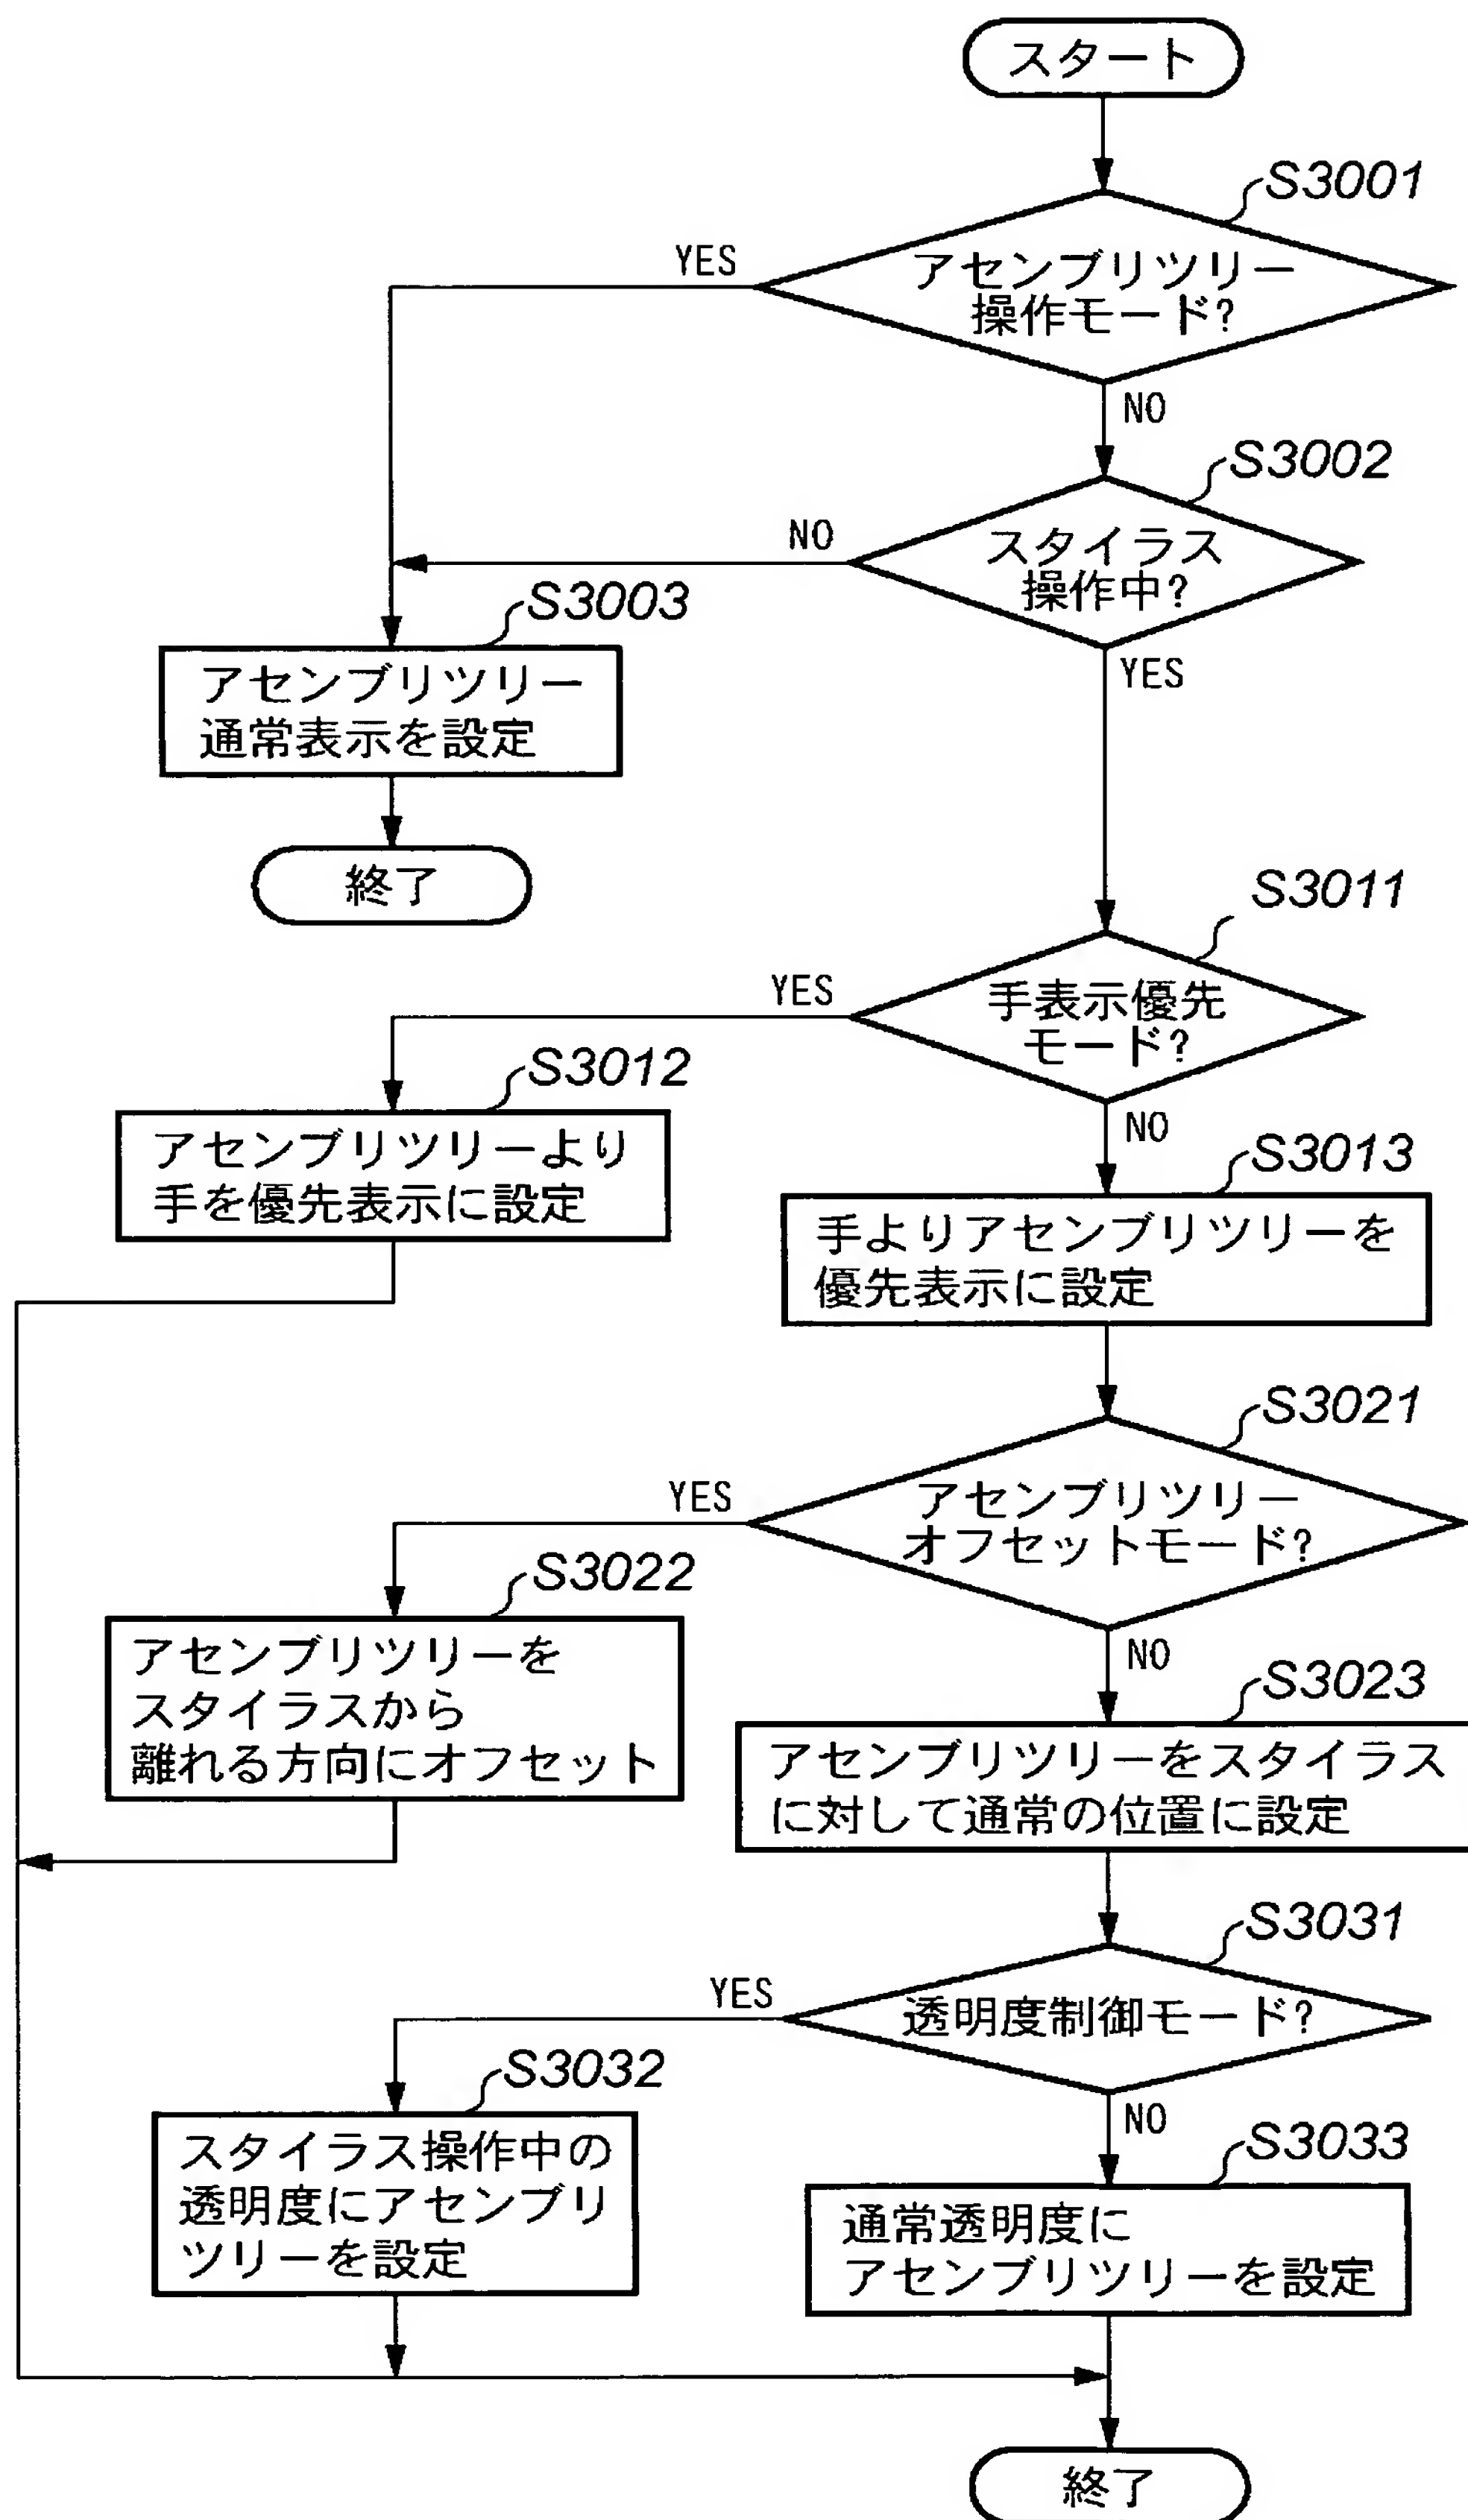 スタート
S3001
アセンブリツリー
操作モード?
YES
NO
S3002
スタイラス
操作中?
NO
YES
S3003
アセンブリツリー
通常表示を設定
終了
S3011
手表示優先
モード?
YES
NO
S3012
アセンブリツリーより
手を優先表示に設定
S3013
手よりアセンブリツリーを
優先表示に設定
S3021
アセンブリツリー
オフセットモード?
YES
NO
S3022
アセンブリツリーを
スタイラスから
離れる方向にオフセット
S3023
アセンブリツリーをスタイラス
に対して通常の位置に設定
S3031
透明度制御モード?
YES
NO
S3032
スタイラス操作中の
透明度にアセンブリ
ツリーを設定
S3033
通常透明度に
アセンブリツリーを設定
終了